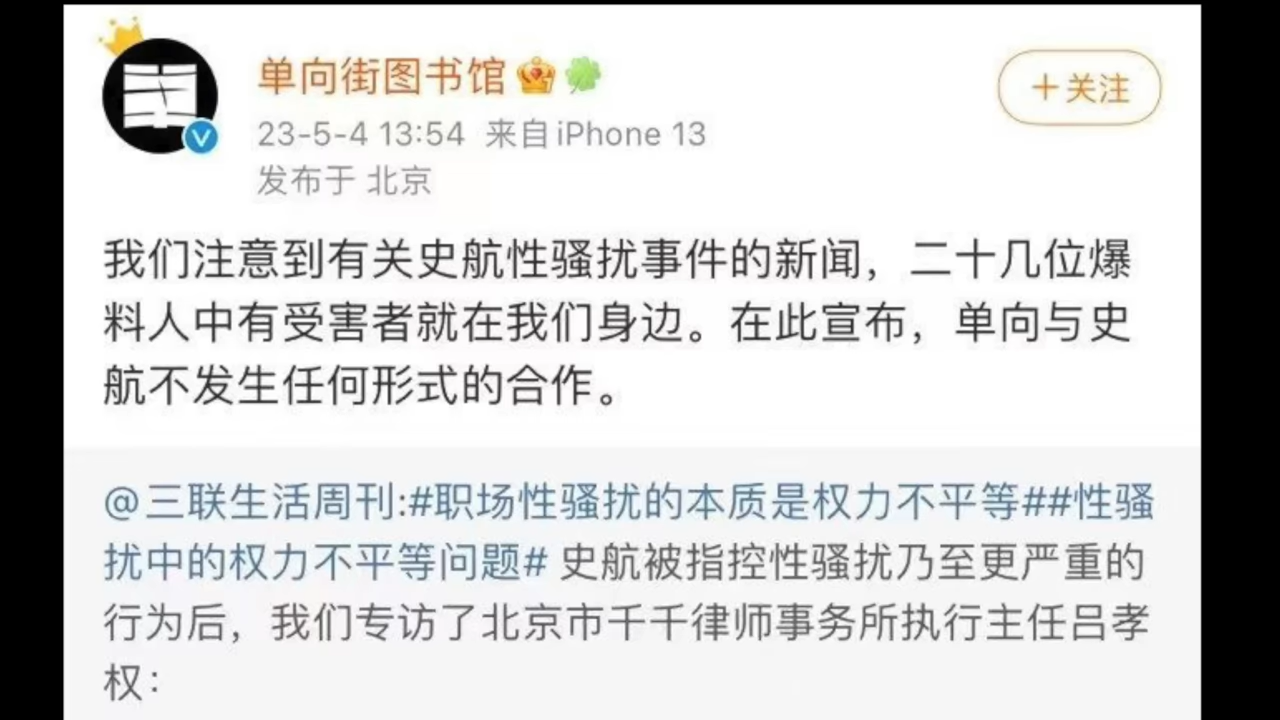 单向街图书馆
+关注
23-5-4 13:54 来自iPhone 13
发布于 北京
我们注意到有关史航性骚扰事件的新闻，二十几位爆
料人中有受害者就在我们身边。在此宣布，单向与史
航不发生任何形式的合作。
@三联生活周刊:#职场性骚扰的本质是权力不平等##性骚
扰中的权力不平等问题# 史航被指控性骚扰乃至更严重的
行为后，我们专访了北京市千千律师事务所执行主任吕孝
权：